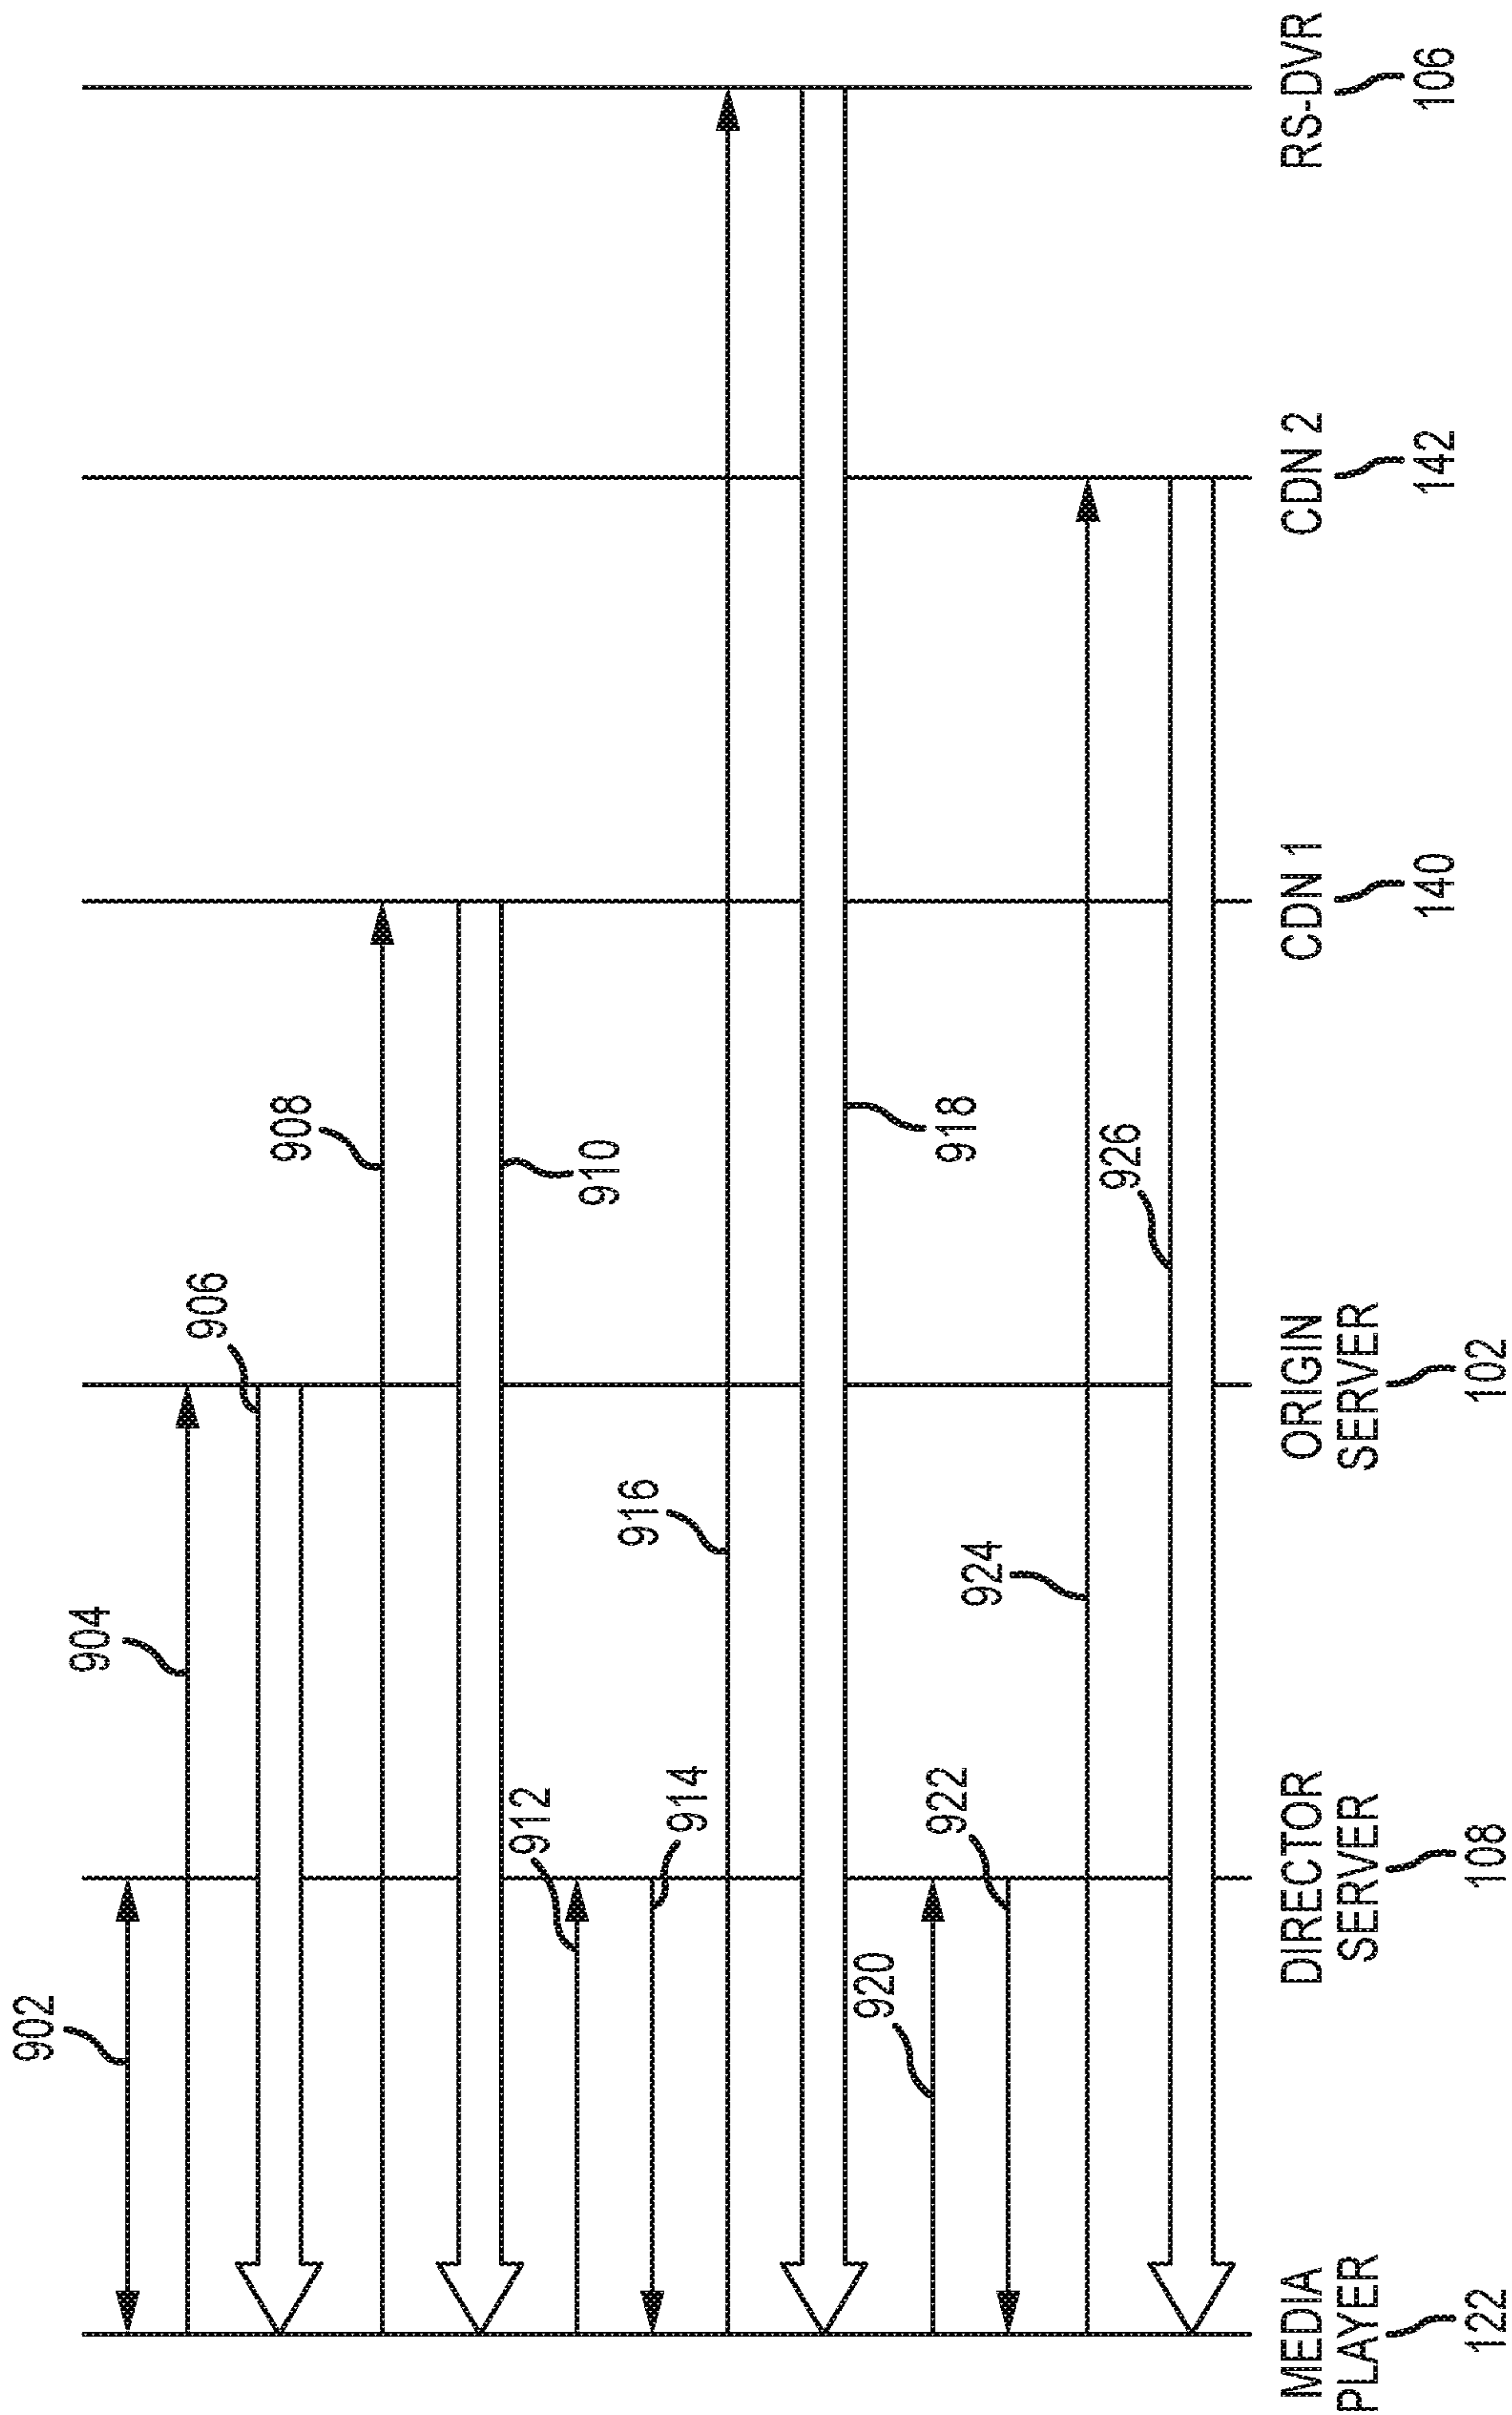 902
904
906
908
910
912
914
916
918
920
922
924
926
MEDIA
PLAYER
122
DIRECTOR
SERVER
108
ORIGIN
SERVER
102
CDN 1
140
CDN 2
142
RS-DVR
106